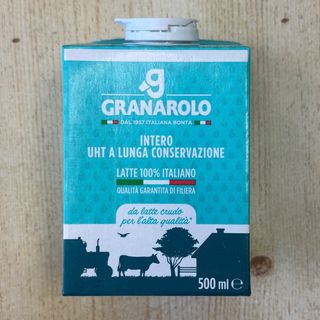 g
GRANAROLO
DAL 1957 ITALIANA BONTÀ
INTERO
UHT A LUNGA CONSERVAZIONE
LATTE 100% ITALIANO
QUALITÀ GARANTITA DI FILIERA
da latte crudo
per l'alta qualità*
500 ml ℮